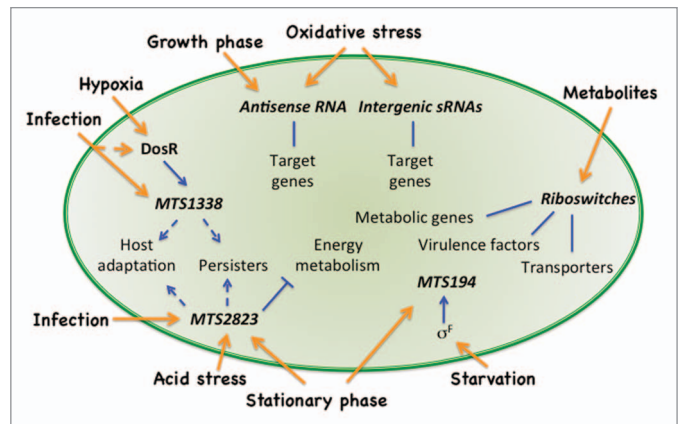 Growth phase
Oxidative stress
Hypoxia
Metabolites
Infection
Antisense RNA
Intergenic sRNAs
DosR
Target
genes
Target
genes
MTS1338
Riboswitches
Metabolic genes
Host
adaptation
Persisters
Energy
metabolism
Virulence factors
Transporters
MTS194
Infection
MTS2823
σF
Acid stress
Starvation
Stationary phase